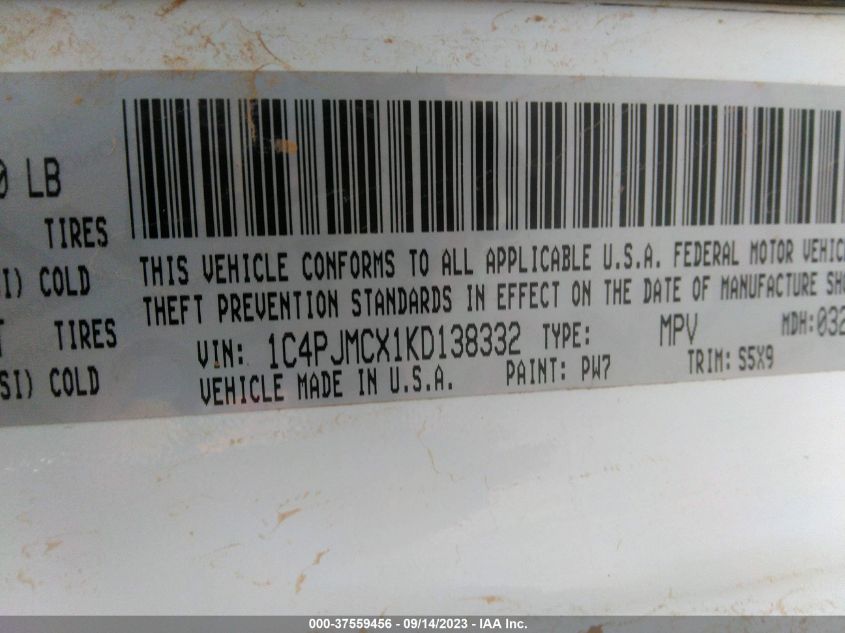 0 LB
TIRES
SI) COLD
TIRES
SI) COLD
THIS VEHICLE CONFORMS TO ALL APPLICABLE U.S.A. FEDERAL MOTOR VEHIC
THEFT PREVENTION STANDARDS IN EFFECT ON THE DATE OF MANUFACTURE SHO
VIN: 1C4PJMCX1KD138332 TYPE: MPV MDH:032
VEHICLE MADE IN U.S.A. PAINT: PW7 TRIM: S5X9
000-37559456 - 09/14/2023 - IAA Inc.